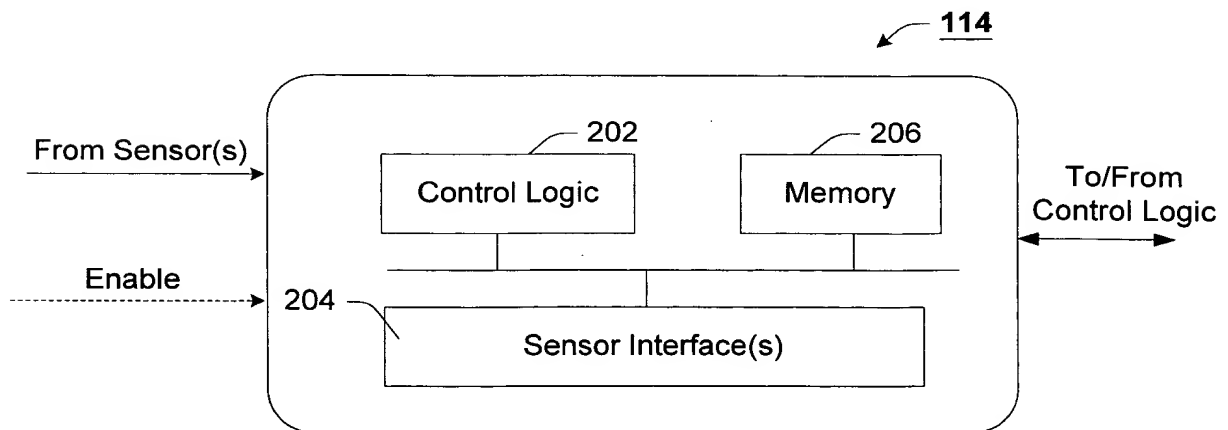 114
202
206
From Sensor(s)
Control Logic
Memory
To/From
Control Logic
Enable
204
Sensor Interface(s)